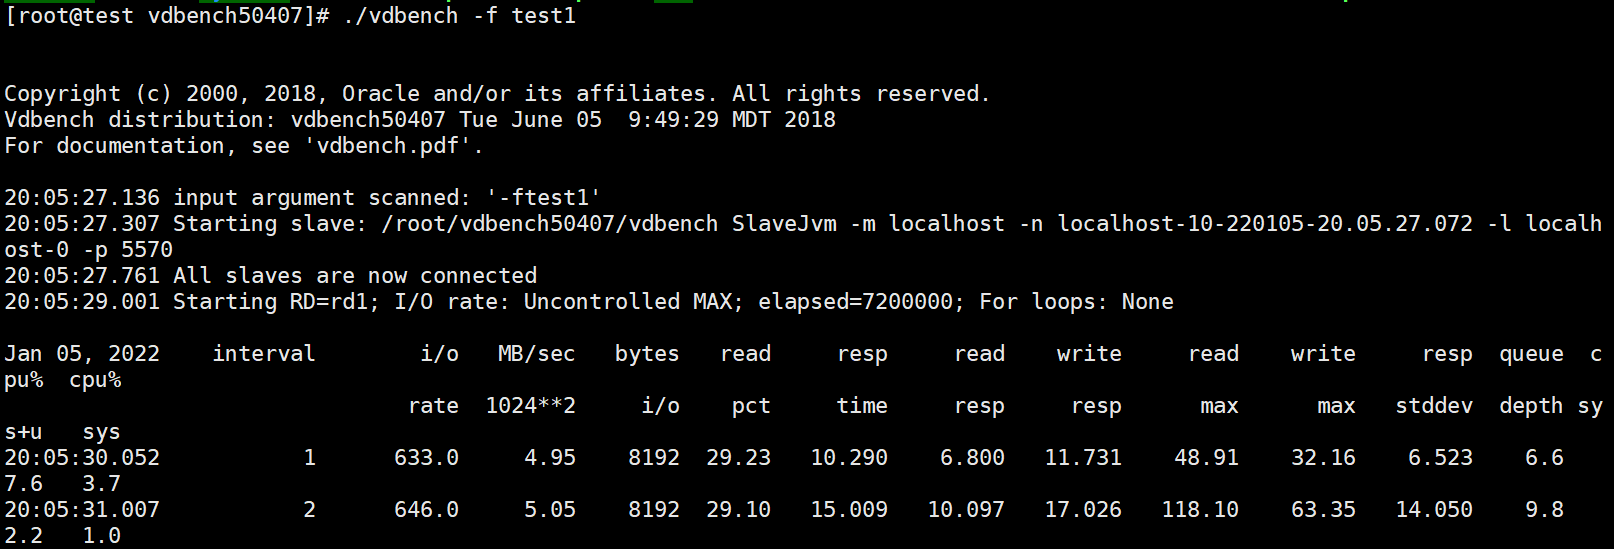 [root@test vdbench50407]# ./vdbench -f test1
Copyright (c) 2000, 2018, Oracle and/or its affiliates. All rights reserved.
Vdbench distribution: vdbench50407 Tue June 05  9:49:29 MDT 2018
For documentation, see 'vdbench.pdf'.
20:05:27.136 input argument scanned: '-ftest1'
20:05:27.307 Starting slave: /root/vdbench50407/vdbench SlaveJvm -m localhost -n localhost-10-220105-20.05.27.072 -l localh
ost-0 -p 5570
20:05:27.761 All slaves are now connected
20:05:29.001 Starting RD=rd1; I/O rate: Uncontrolled MAX; elapsed=7200000; For loops: None
Jan 05, 2022    interval        i/o   MB/sec   bytes   read     resp     read    write     read    write     resp  queue  c
pu%  cpu%
                               rate  1024**2     i/o    pct     time     resp     resp      max      max   stddev  depth sy
s+u   sys
20:05:30.052           1      633.0     4.95    8192  29.23   10.290    6.800   11.731    48.91    32.16    6.523    6.6
7.6   3.7
20:05:31.007           2      646.0     5.05    8192  29.10   15.009   10.097   17.026   118.10    63.35   14.050    9.8
2.2   1.0